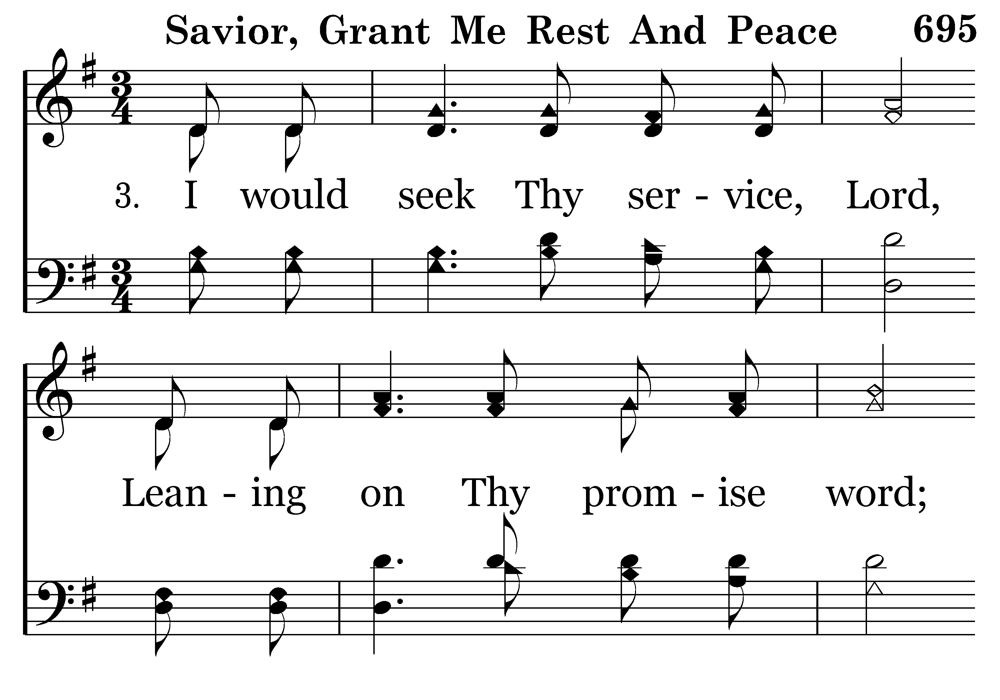 Savior, Grant Me Rest And Peace 695
3. I would seek Thy ser - vice, Lord,
Lean - ing on Thy prom - ise word;